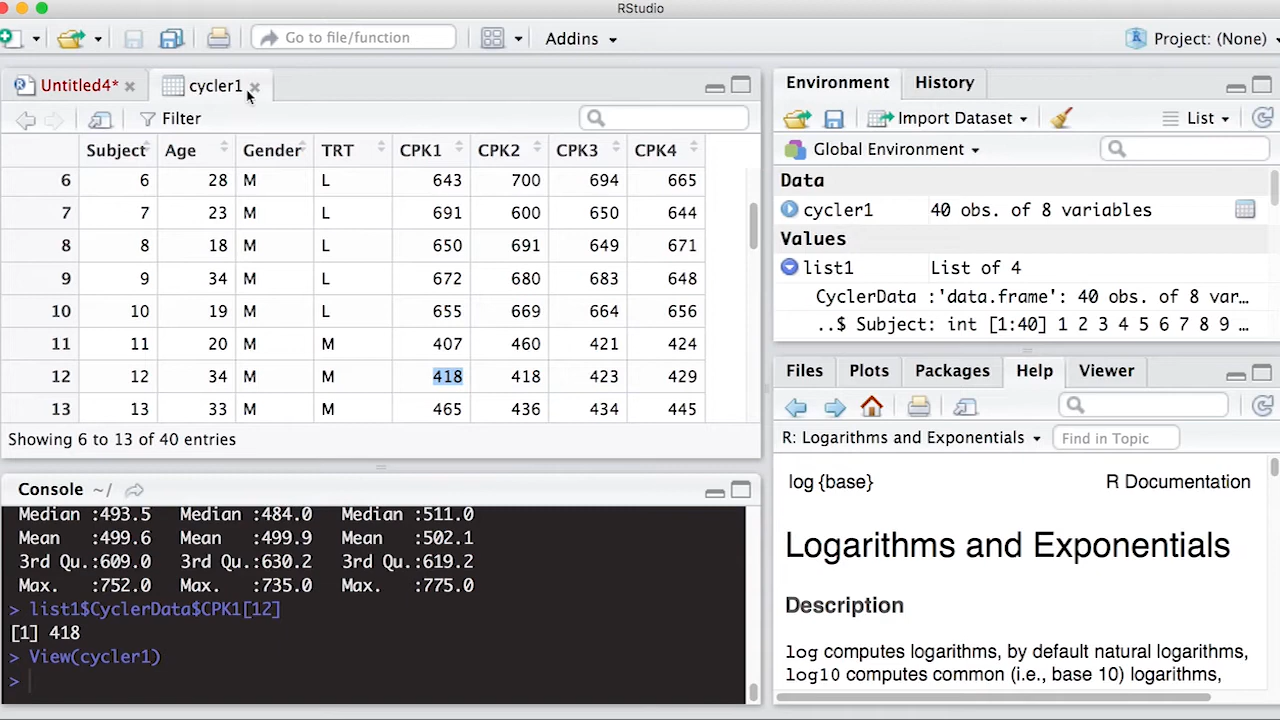 RStudio
Go to file/function
Addins
Project: (None)
Untitled4*
cycler1
Filter
Subject Age Gender TRT CPK1 CPK2 CPK3 CPK4
6 6 28 M L 643 700 694 665
7 7 23 M L 691 600 650 644
8 8 18 M L 650 691 649 671
9 9 34 M L 672 680 683 648
10 10 19 M L 655 669 664 656
11 11 20 M M 407 460 421 424
12 12 34 M M 418 418 423 429
13 13 33 M M 465 436 434 445
Showing 6 to 13 of 40 entries
Console ~/
Median :493.5 Median :484.0 Median :511.0
Mean :499.6 Mean :499.9 Mean :502.1
3rd Qu.:609.0 3rd Qu.:630.2 3rd Qu.:619.2
Max. :752.0 Max. :735.0 Max. :775.0
> list1$CyclerData$CPK1[12]
[1] 418
> View(cycler1)
>
Environment History
Import Dataset List
Global Environment
Data
cycler1 40 obs. of 8 variables
Values
list1 List of 4
CyclerData :'data.frame': 40 obs. of 8 var…
..$ Subject: int [1:40] 1 2 3 4 5 6 7 8 9 …
Files Plots Packages Help Viewer
R: Logarithms and Exponentials Find in Topic
log {base} R Documentation
Logarithms and Exponentials
Description
log computes logarithms, by default natural logarithms,
log10 computes common (i.e., base 10) logarithms,